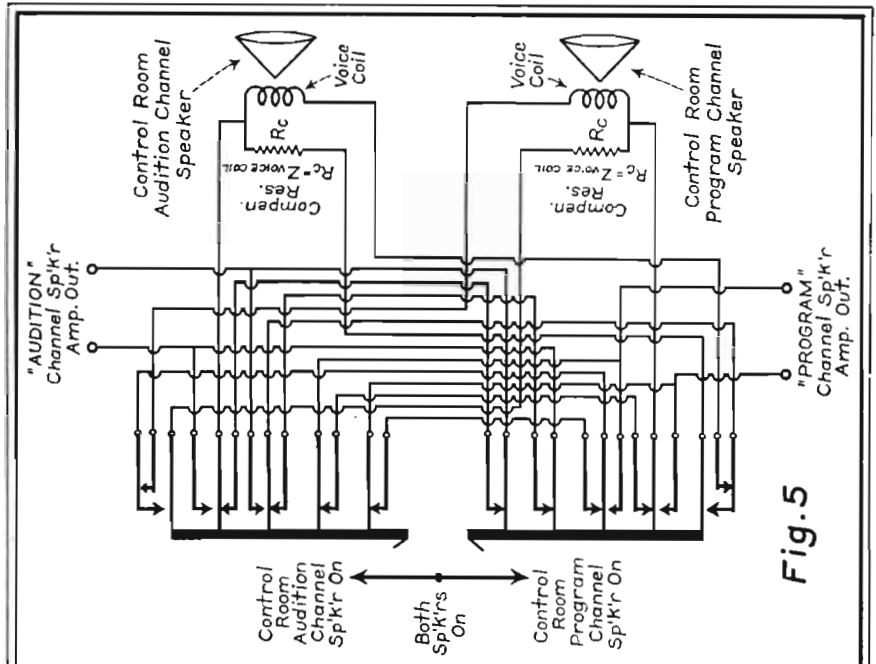 Control Room
Audition Channel
Speaker
Voice
Coil
Voice
Coil
Control Room
Program Channel
Speaker
RC
RC
RC=Z VOICE COIL
Compen.
Res.
RC=Z VOICE COIL
Compen.
Res.
"AUDITION"
Channel Sp'k'r
Amp. Out.
"PROGRAM"
Channel Sp'k'r
Amp. Out.
Control
Room
Audition
Channel
Sp'k'r On
Both
Sp'k'rs
On
Control
Room
Program
Channel
Sp'k'r On
Fig.5